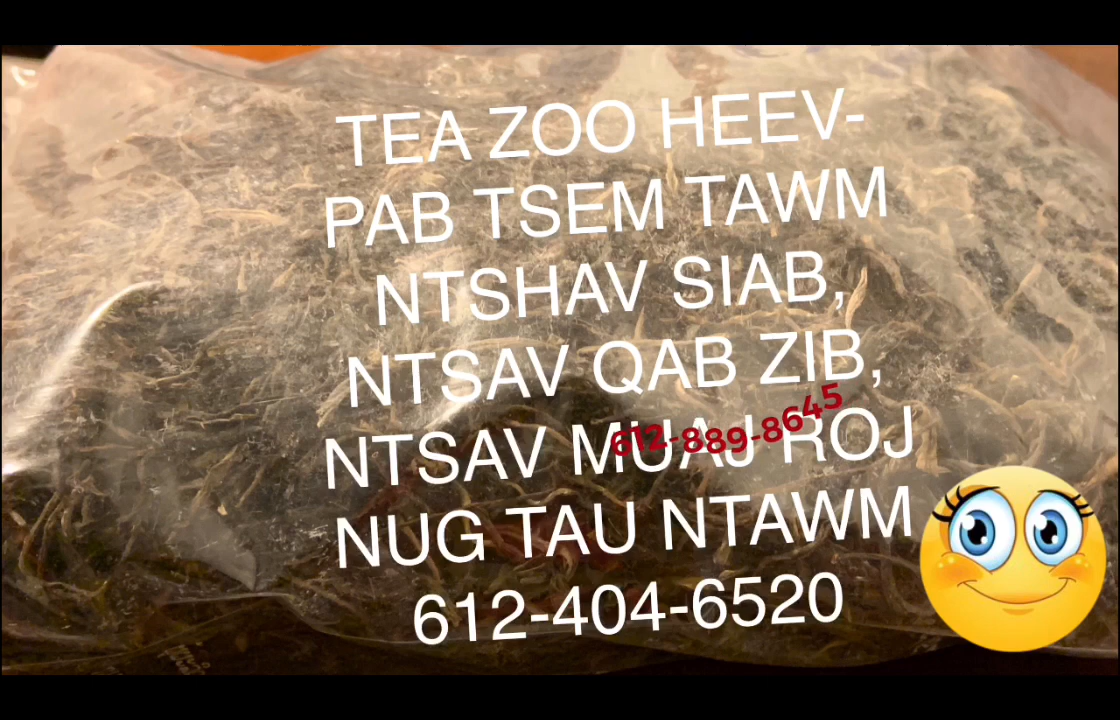 TEA ZOO HEEV-
PAB TSEM TAWM
NTSHAV SIAB,
NTSAV QAB ZIB,
NTSAV MUAJ ROJ
612-889-8645
NUG TAU NTAWM
612-404-6520